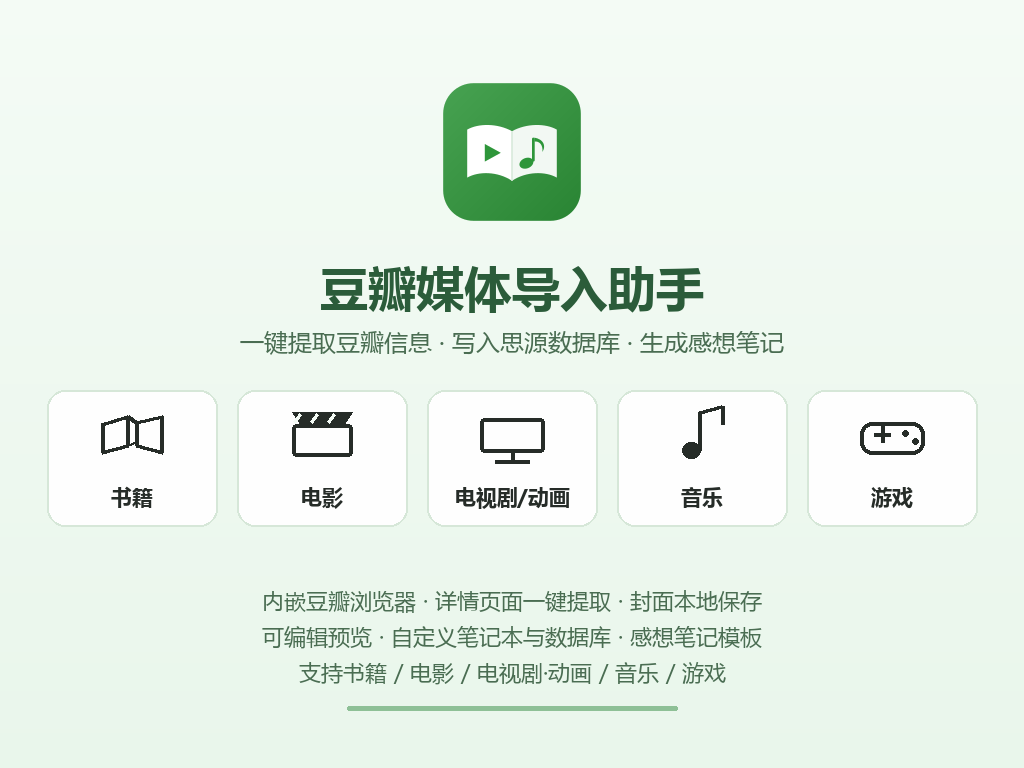 豆瓣媒体导入助手
一键提取豆瓣信息 · 写入思源数据库 · 生成感想笔记
书籍
电影
电视剧/动画
音乐
游戏
内嵌豆瓣浏览器 · 详情页面一键提取 · 封面本地保存
可编辑预览 · 自定义笔记本与数据库 · 感想笔记模板
支持书籍 / 电影 / 电视剧·动画 / 音乐 / 游戏